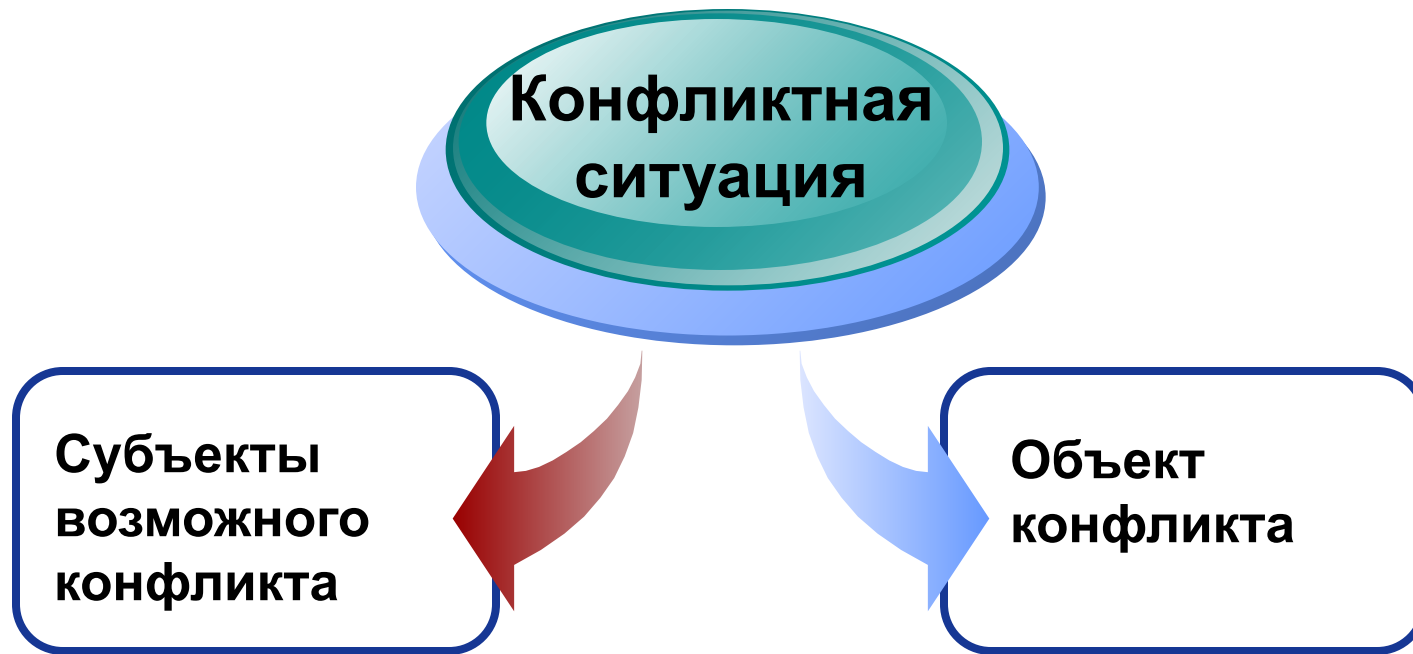 Конфликтная
ситуация
Субъекты
возможного
конфликта
Объект
конфликта